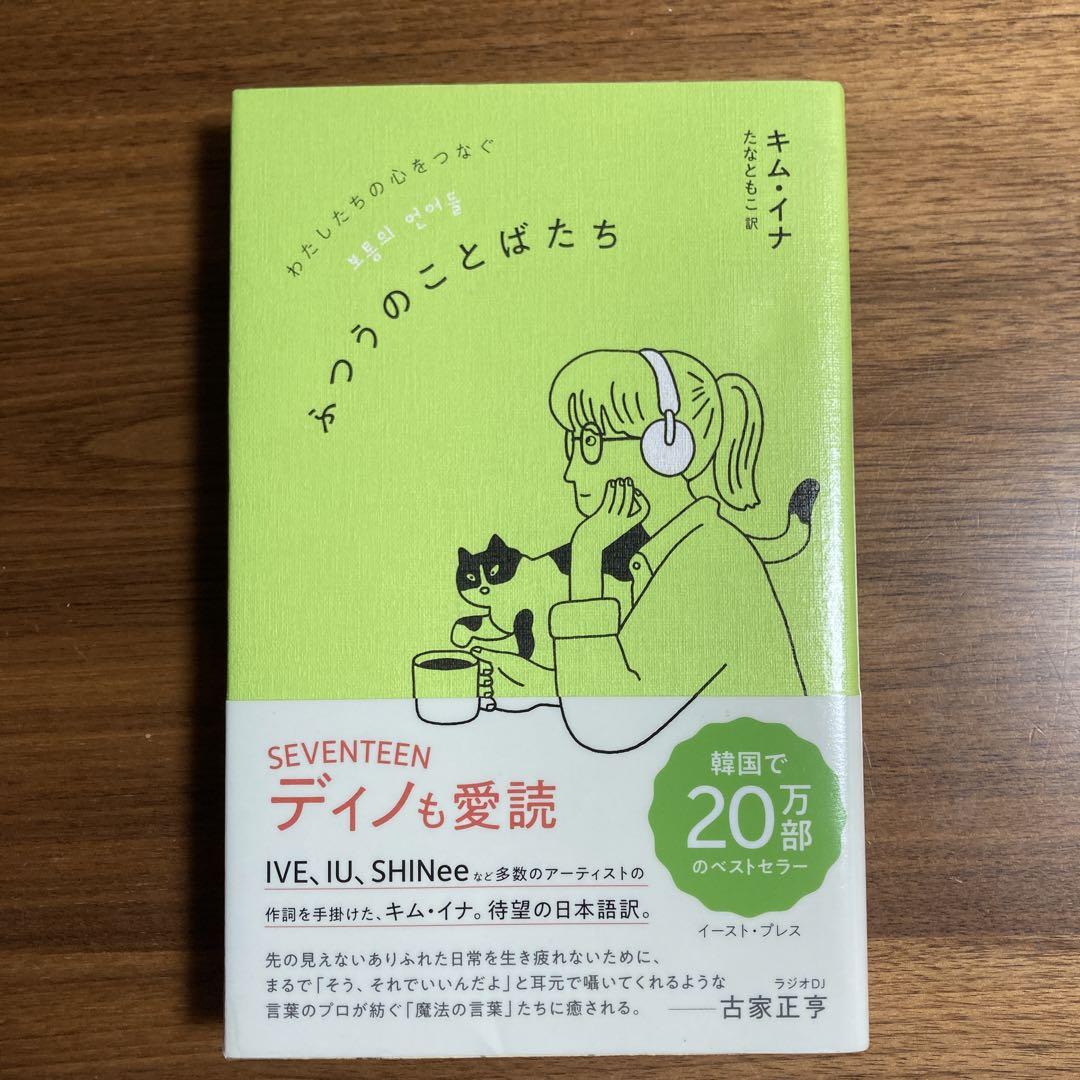 わたしたちの心をつなぐ
보통의 언어들
ふつうのことばたち
キム・イナ
たなともこ 訳
SEVENTEEN
ディノも愛読
韓国で
20万部
のベストセラー
IVE、IU、SHINeeなど多数のアーティストの
作詞を手掛けた、キム・イナ。待望の日本語訳。
イースト・プレス
先の見えないありふれた日常を生き疲れないために、
まるで「そう、それでいいんだよ」と耳元で囁いてくれるような
言葉のプロが紡ぐ「魔法の言葉」たちに癒される。
ラジオDJ
――古家正亨